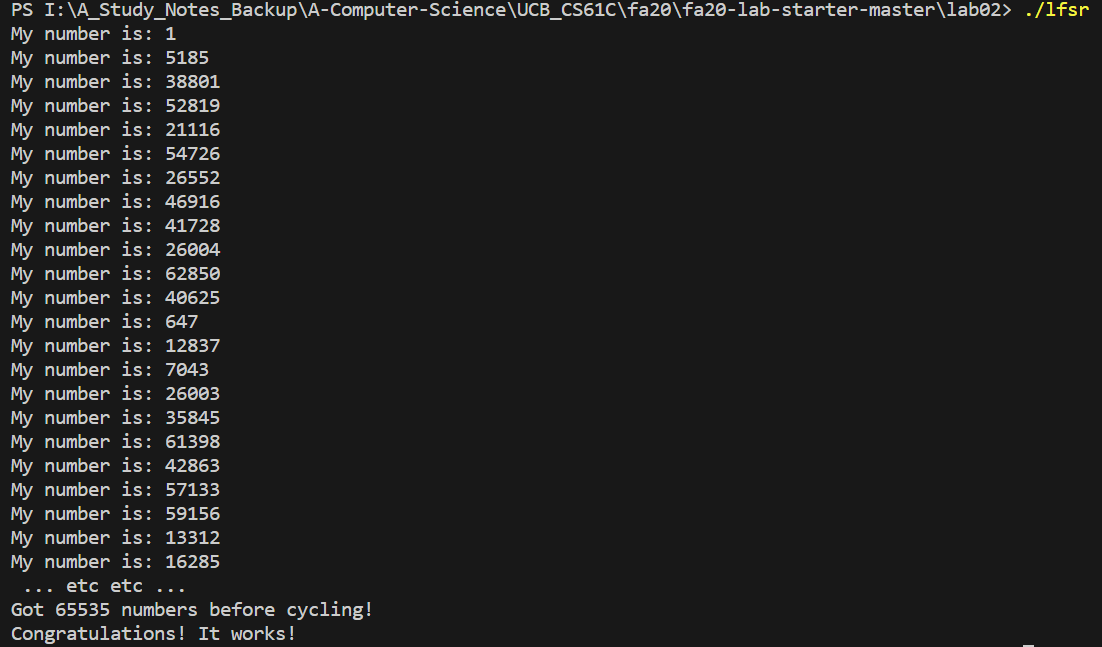 PS I:\A_Study_Notes_Backup\A-Computer-Science\UCB_CS61C\fa20\fa20-lab-starter-master\lab02> ./lfsr
My number is: 1
My number is: 5185
My number is: 38801
My number is: 52819
My number is: 21116
My number is: 54726
My number is: 26552
My number is: 46916
My number is: 41728
My number is: 26004
My number is: 62850
My number is: 40625
My number is: 647
My number is: 12837
My number is: 7043
My number is: 26003
My number is: 35845
My number is: 61398
My number is: 42863
My number is: 57133
My number is: 59156
My number is: 13312
My number is: 16285
 ... etc etc ...
Got 65535 numbers before cycling!
Congratulations! It works!